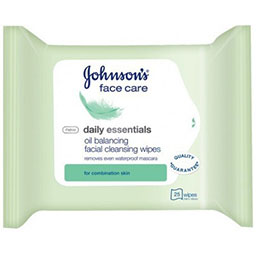 Johnson's
face care
daily essentials
oil balancing
facial cleansing wipes
removes even waterproof mascara
for combination skin
QUALITY
GUARANTEE
25 wipes